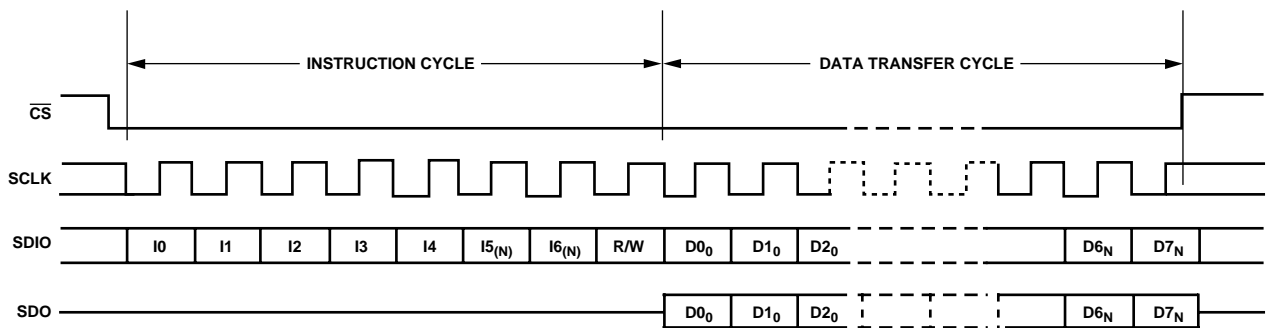 INSTRUCTION CYCLE DATA TRANSFER CYCLE
CS
SCLK
SDIO I0 I1 I2 I3 I4 I5(N) I6(N) R/W D00 D10 D20 D6N D7N
SDO D00 D10 D20 D6N D7N